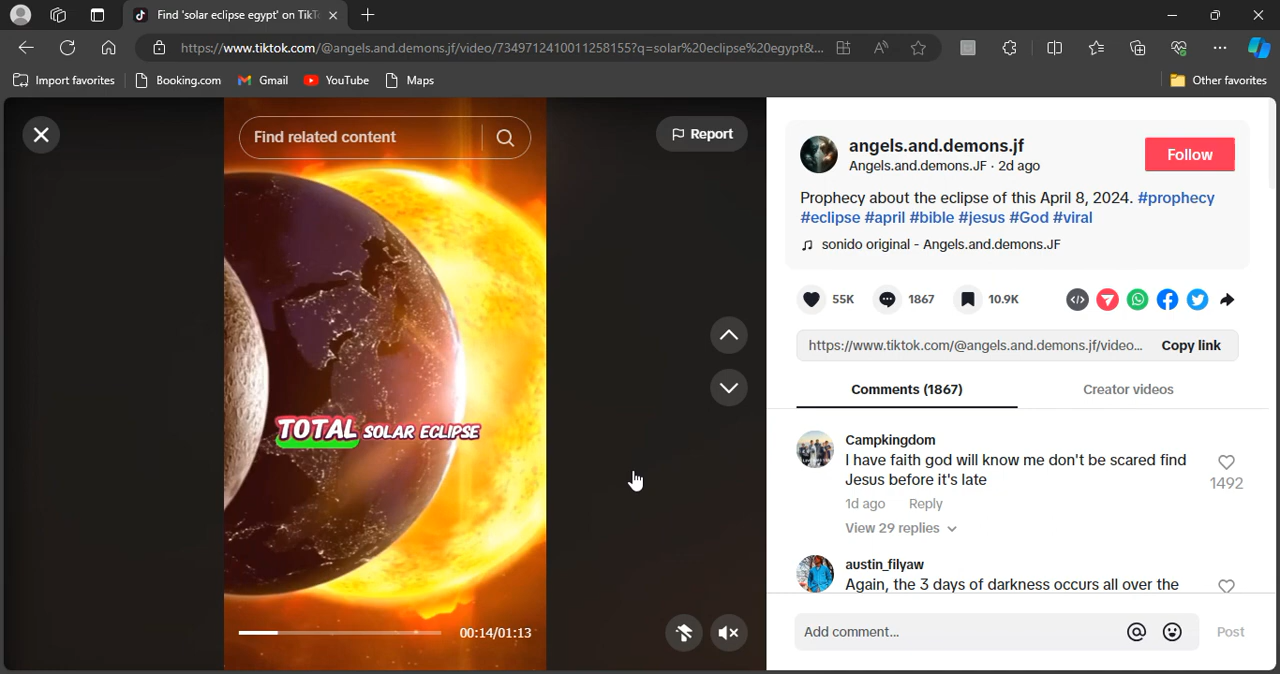 Find 'solar eclipse egypt' on TikTo
https://www.tiktok.com/@angels.and.demons.jf/video/7349712410011258155?q=solar%20eclipse%20egypt&...
Import favorites
Booking.com
Gmail
YouTube
Maps
Other favorites
Find related content
Report
TOTAL SOLAR ECLIPSE
00:14/01:13
angels.and.demons.jf
Angels.and.demons.JF · 2d ago
Follow
Prophecy about the eclipse of this April 8, 2024. #prophecy
#eclipse #april #bible #jesus #God #viral
sonido original - Angels.and.demons.JF
55K
1867
10.9K
https://www.tiktok.com/@angels.and.demons.jf/video...
Copy link
Comments (1867)
Creator videos
Campkingdom
I have faith god will know me don't be scared find
Jesus before it's late
1492
1d ago
Reply
View 29 replies
austin_filyaw
Again, the 3 days of darkness occurs all over the
Add comment...
Post